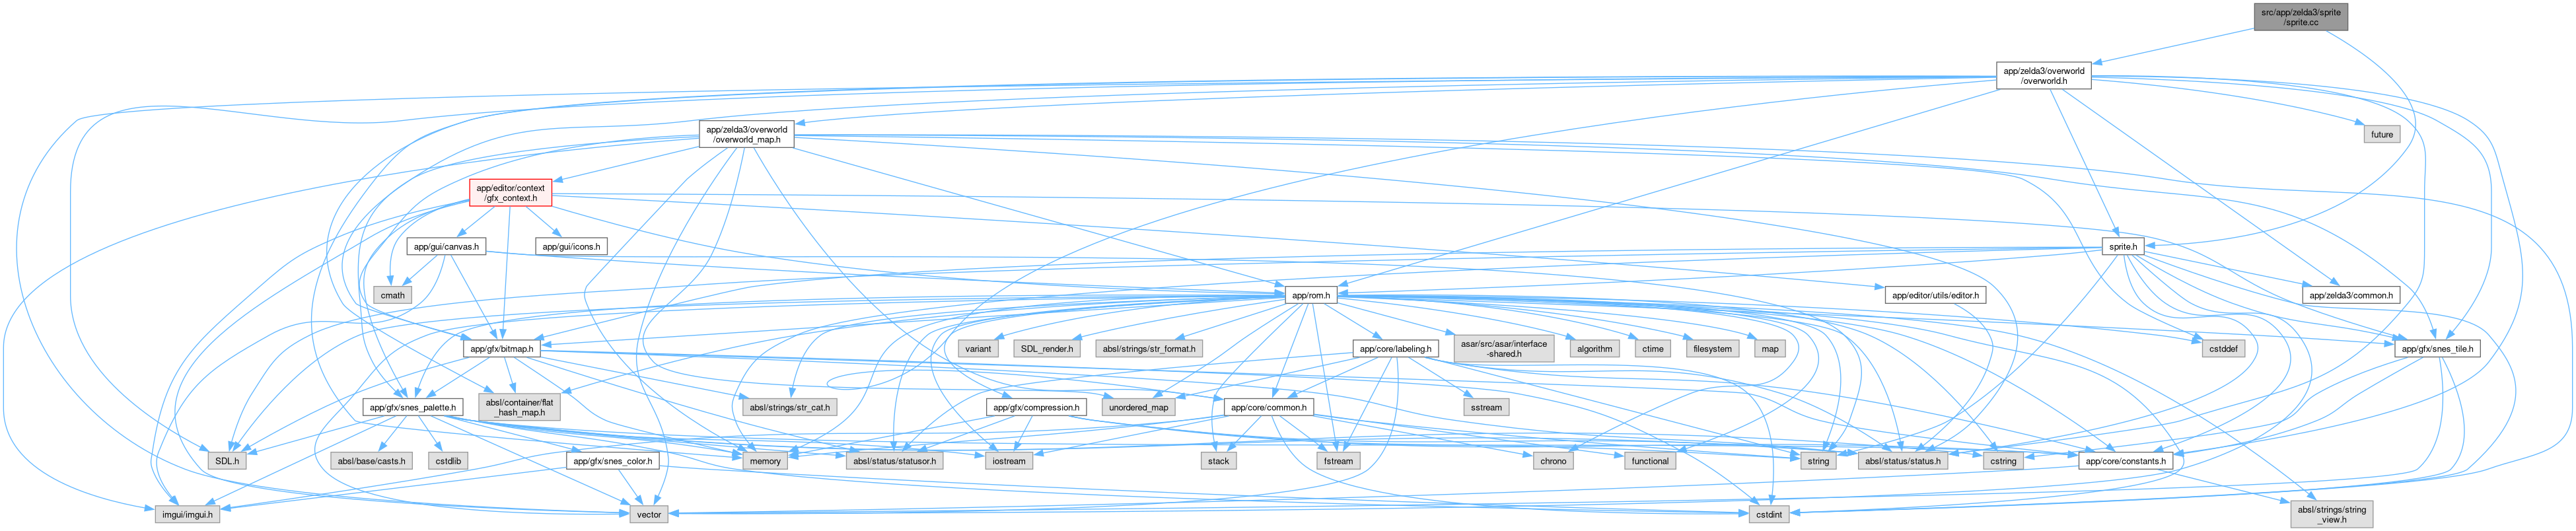 src/app/zelda3/sprite
/sprite.cc
app/zelda3/overworld
/overworld.h
app/zelda3/overworld
/overworld_map.h
future
app/editor/context
/gfx_context.h
app/gui/canvas.h
app/gui/icons.h
sprite.h
cmath
app/rom.h
app/editor/utils/editor.h
app/zelda3/common.h
app/gfx/bitmap.h
variant
SDL_render.h
absl/strings/str_format.h
app/core/labeling.h
asar/src/asar/interface
-shared.h
algorithm
ctime
filesystem
map
cstddef
app/gfx/snes_tile.h
app/gfx/snes_palette.h
absl/container/flat
_hash_map.h
absl/strings/str_cat.h
app/gfx/compression.h
unordered_map
app/core/common.h
sstream
SDL.h
absl/base/casts.h
cstdlib
app/gfx/snes_color.h
memory
absl/status/statusor.h
iostream
stack
fstream
chrono
functional
string
absl/status/status.h
cstring
app/core/constants.h
imgui/imgui.h
vector
cstdint
absl/strings/string
_view.h